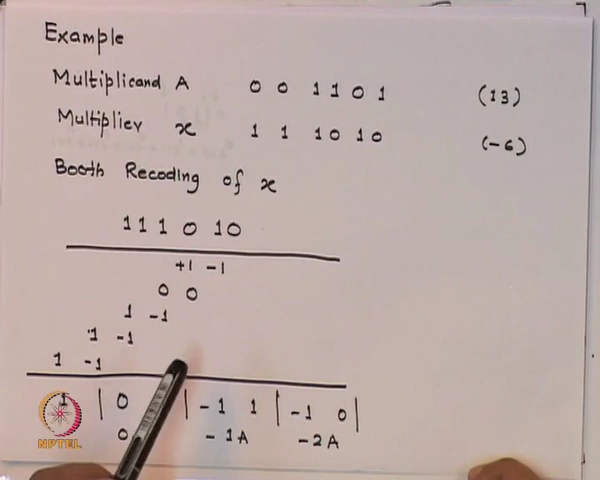 Example
Multiplicand A 0 0 1 1 0 1 (13)
Multiplier x 1 1 1 0 1 0 (-6)
Booth Recoding of x
1 1 1 0 1 0
+1 -1
0 0
1 -1
1 -1
1 -1
1 | 0 | -1 1 | -1 0 |
0 -1A -2A
NPTEL